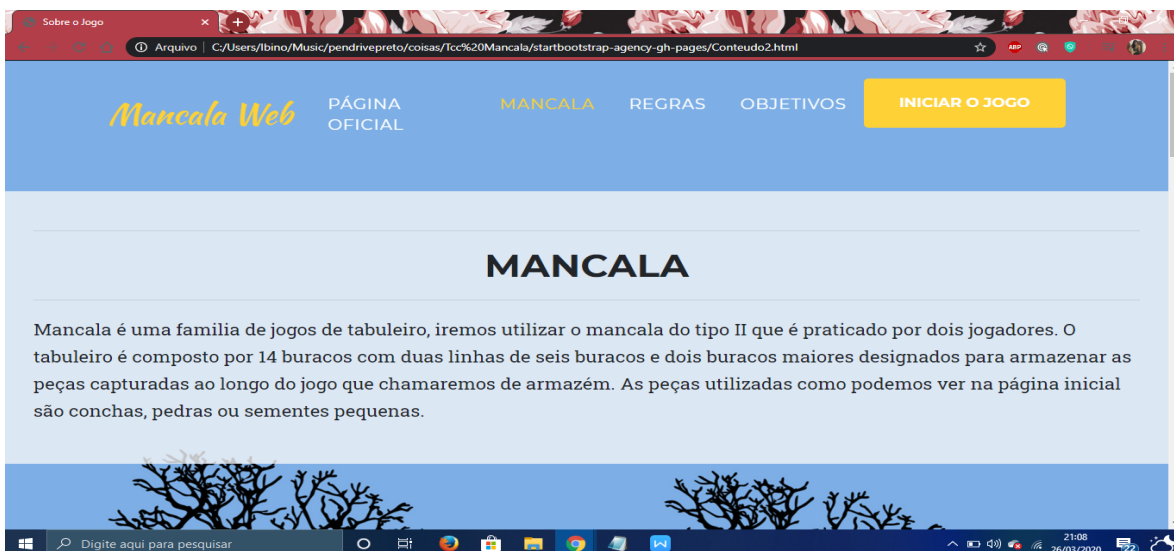 Sobre o Jogo
Arquivo | C:/Users/Ibino/Music/pendrivepreto/coisas/Tcc%20Mancala/startbootstrap-agency-gh-pages/Conteudo2.html
ABP
Mancala Web
PÁGINA
OFICIAL
MANCALA
REGRAS
OBJETIVOS
INICIAR O JOGO
MANCALA
Mancala é uma familia de jogos de tabuleiro, iremos utilizar o mancala do tipo II que é praticado por dois jogadores. O
tabuleiro é composto por 14 buracos com duas linhas de seis buracos e dois buracos maiores designados para armazenar as
peças capturadas ao longo do jogo que chamaremos de armazém. As peças utilizadas como podemos ver na página inicial
são conchas, pedras ou sementes pequenas.
Digite aqui para pesquisar
21:08
26/03/2020
22